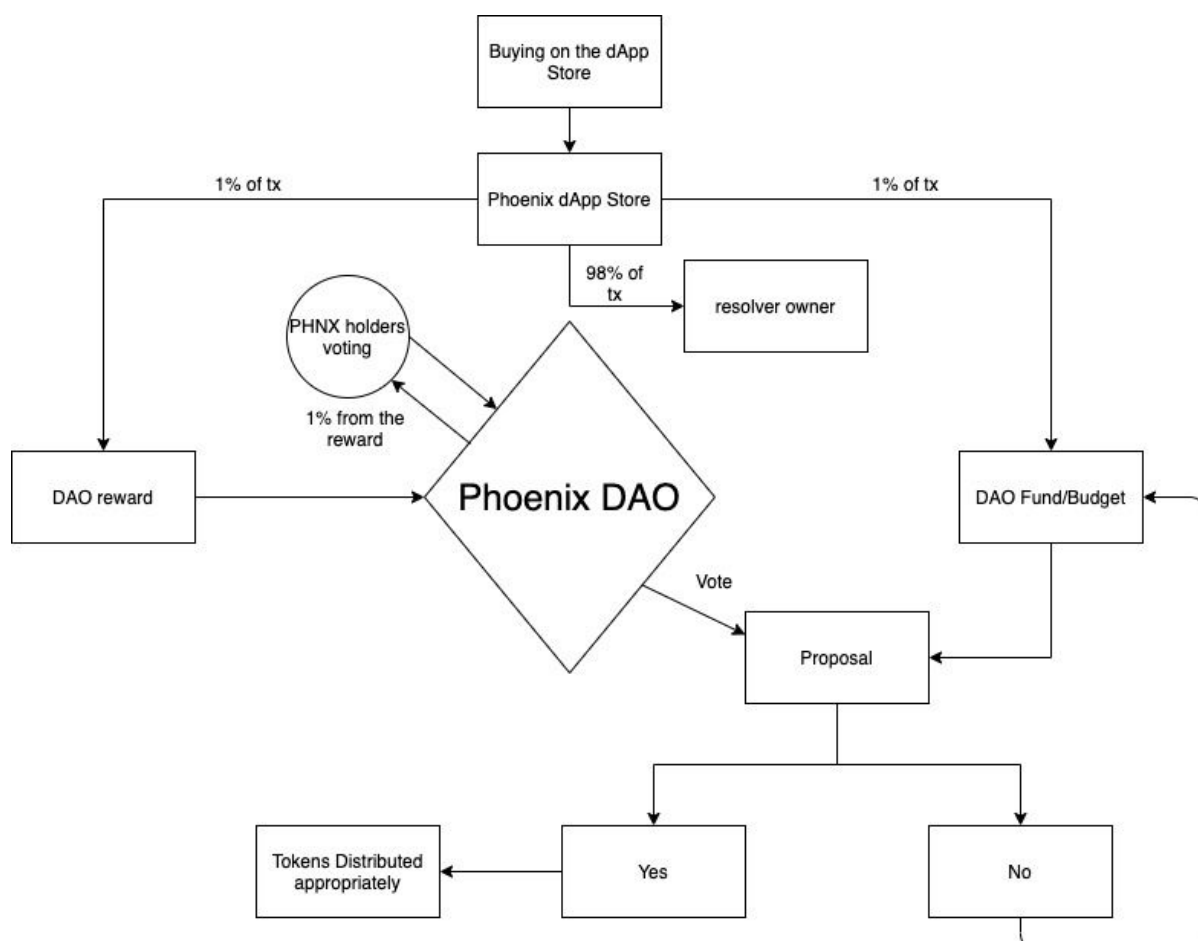 Buying on the dApp
Store
1% of tx
Phoenix dApp Store
1% of tx
98% of
tx
resolver owner
PHNX holders
voting
1% from the
reward
DAO reward
Phoenix DAO
DAO Fund/Budget
Vote
Proposal
Tokens Distributed
appropriately
Yes
No